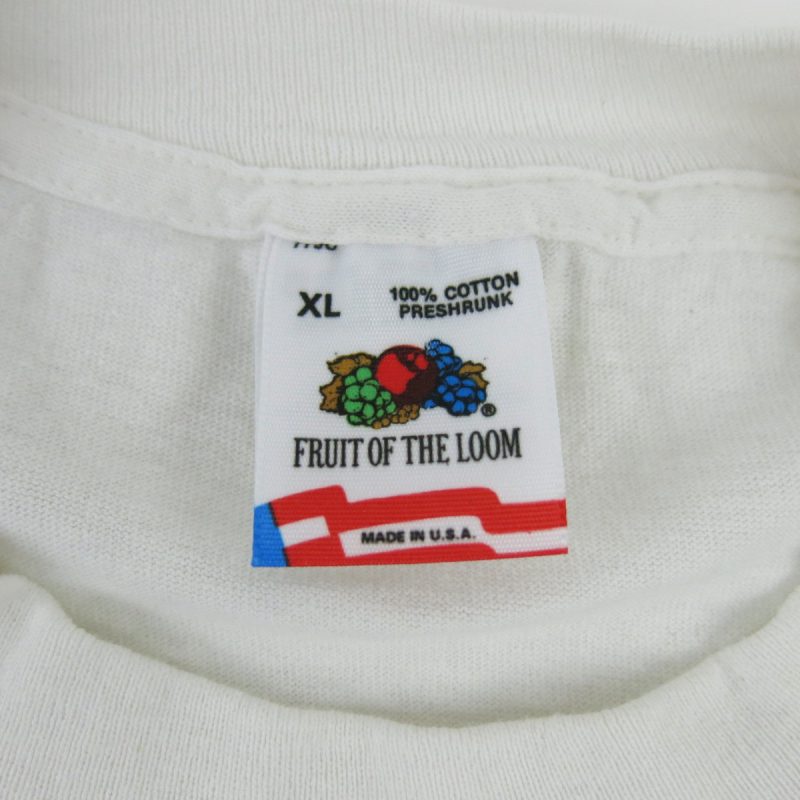 XL
100% COTTON
PRESHRUNK
®
FRUIT OF THE LOOM
MADE IN U.S.A.